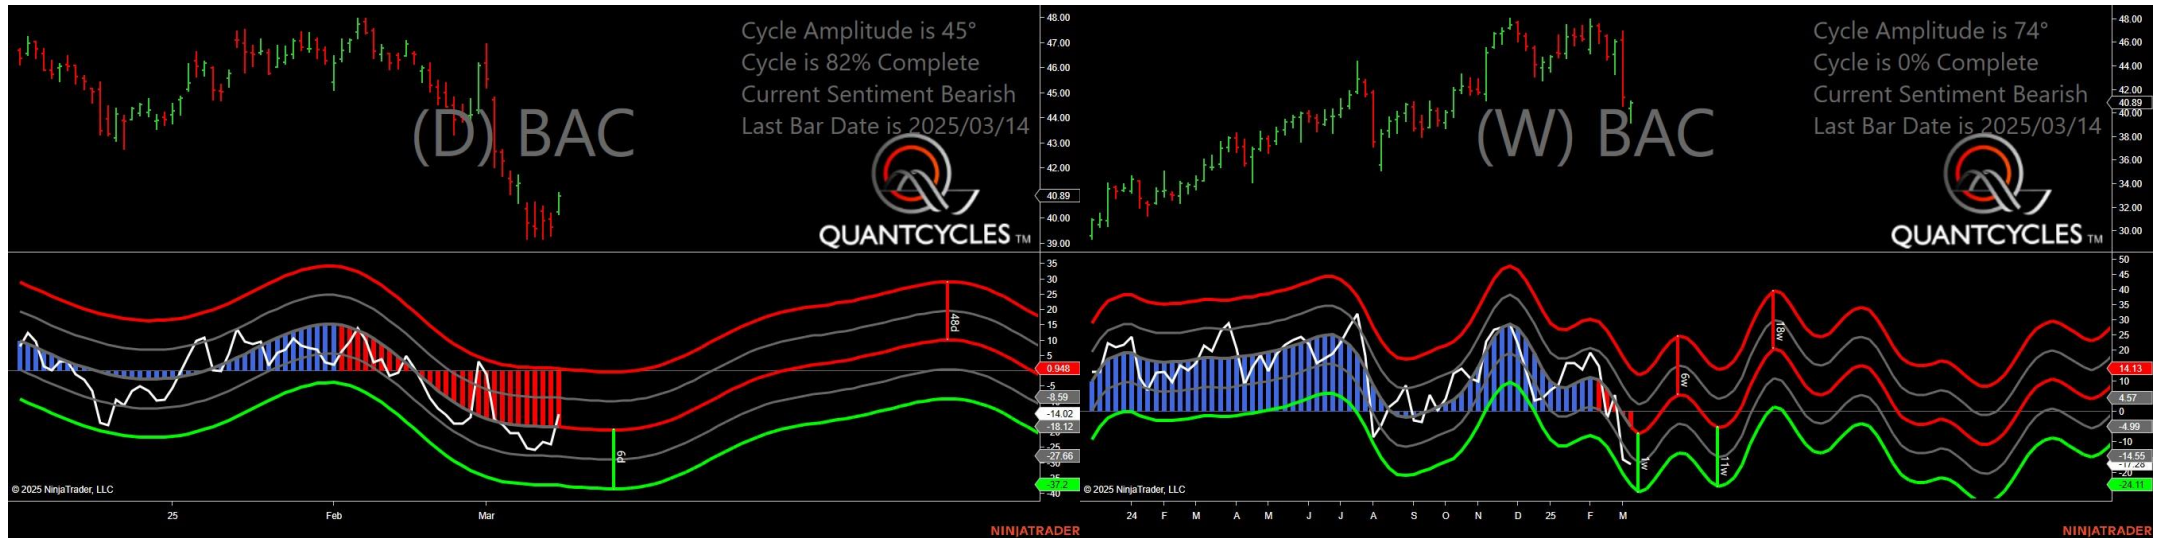 Cycle Amplitude is 45°
Cycle is 82% Complete
Current Sentiment Bearish
Last Bar Date is 2025/03/14
(D) BAC
QUANTCYCLES TM
48.00
47.00
46.00
45.00
44.00
43.00
42.00
40.89
40.00
39.00
35
30
25
20
15
10
5
0.948
-5
-8.59
-14.02
-18.12
-25
-27.66
-30
-37.2
-40
48d
6d
© 2025 NinjaTrader, LLC
25 Feb Mar
NINJATRADER
Cycle Amplitude is 74°
Cycle is 0% Complete
Current Sentiment Bearish
Last Bar Date is 2025/03/14
(W) BAC
QUANTCYCLES TM
48.00
46.00
44.00
42.00
40.89
40.00
38.00
36.00
34.00
32.00
30.00
50
45
40
35
30
25
20
14.13
10
4.57
0
-4.99
-10
-14.55
-17.28
-20
-24.11
6w
18w
1w
11w
© 2025 NinjaTrader, LLC
24 F M A M J J A S O N D 25 F M
NINJATRADER